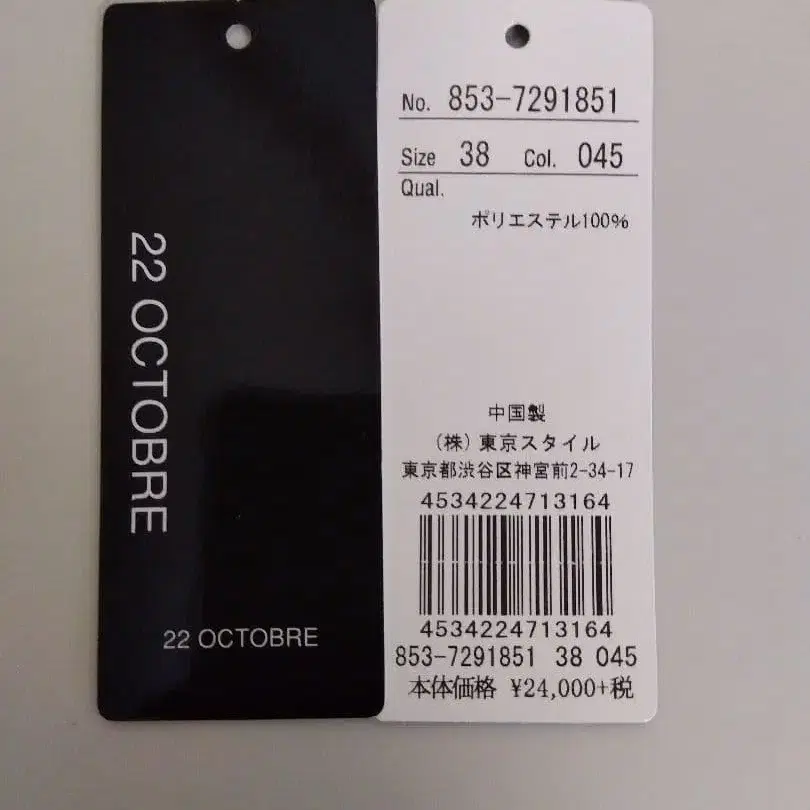 22 OCTOBRE
22 OCTOBRE
No. 853-7291851
Size 38 Col. 045
Qual.
ポリエステル100%
中国製
(株)東京スタイル
東京都渋谷区神宮前2-34-17
4534224713164
4534224713164
853-7291851 38 045
本体価格 ¥24,000+税